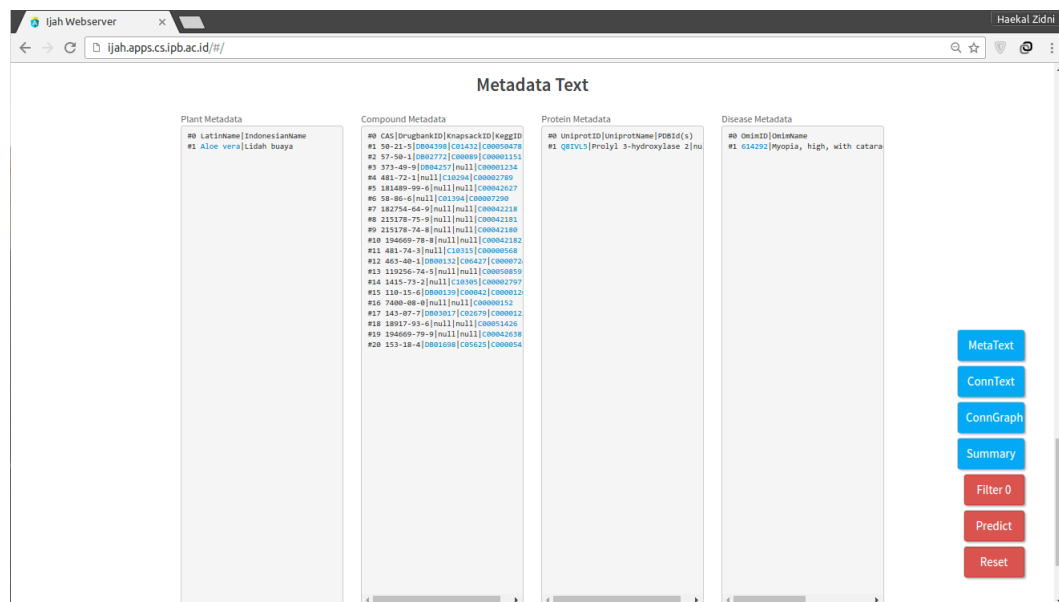 Ijah Webserver
Haekal Zidni
ijah.apps.cs.ipb.ac.id/#/
Metadada Text
Plant Metadata
#0 LatinName|IndonesianName
#1 Aloe vera|Lidah buaya
Compound Metadata
#0 CAS|DrugbankID|KnapsackID|KeggID
#1 50-21-5|DB04398|C01432|C00050478
#2 57-50-1|DB02772|C00089|C00001151
#3 373-49-9|DB04257|null|C00001234
#4 481-72-1|null|C10294|C00002789
#5 181489-99-6|null|null|C00042627
#6 58-86-6|null|C01394|C00007290
#7 182754-64-9|null|null|C00042218
#8 215178-75-9|null|null|C00042181
#9 215178-74-8|null|null|C00042180
#10 194669-78-8|null|null|C00042182
#11 481-74-3|null|C10315|C00000568
#12 463-40-1|DB00132|C06427|C000072
#13 119256-74-5|null|null|C00050859
#14 1415-73-2|null|C10305|C00002797
#15 110-15-6|DB00139|C00042|C000012
#16 7400-08-0|null|null|C00000152
#17 143-07-7|DB03017|C02679|C000012
#18 18917-93-6|null|null|C00051426
#19 194669-79-9|null|null|C00042638
#20 153-18-4|DB01698|C05625|C000054
Protein Metadata
#0 UniprotID|UniprotName|PDBId(s)
#1 Q8IVL5|Prolyl 3-hydroxylase 2|nu
Disease Metadata
#0 OmimID|OmimName
#1 614292|Myopia, high, with catara
MetaText
ConnText
ConnGraph
Summary
Filter 0
Predict
Reset